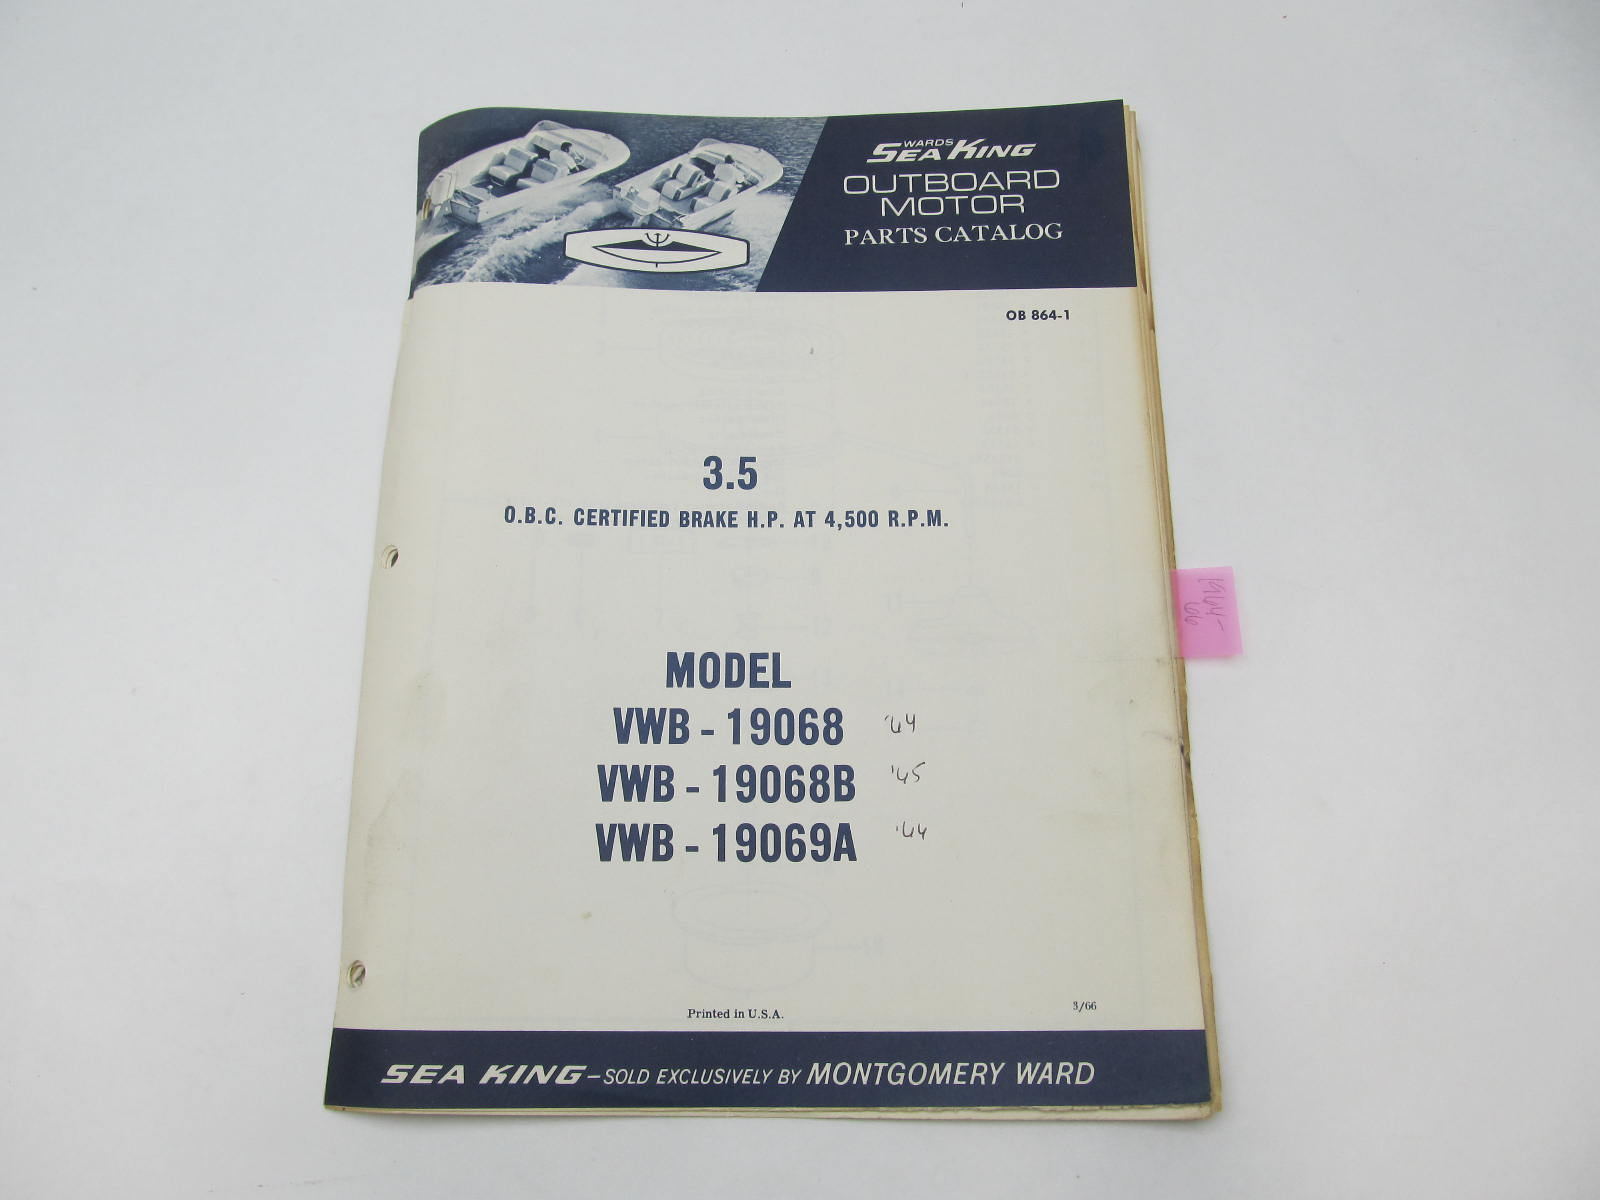 WARDS
SEA KING
OUTBOARD
MOTOR
PARTS CATALOG
OB 864-1
3.5
O.B.C. CERTIFIED BRAKE H.P. AT 4,500 R.P.M.
MODEL
VWB - 19068 '64
VWB - 19068B '65
VWB - 19069A '64
1964-
66
Printed in U.S.A.
3/66
SEA KING – SOLD EXCLUSIVELY BY MONTGOMERY WARD